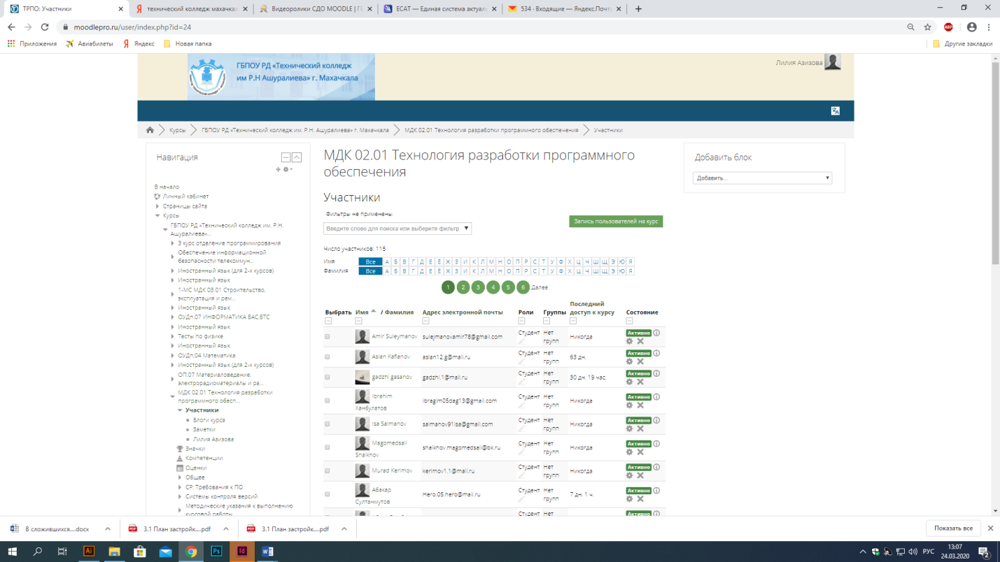 ТРПО: Участники
технический колледж махачкал
Видеоролики СДО MOODLE | ГБ
ЕСАТ — Единая система актуал
534 · Входящие — Яндекс.Почт
moodlepro.ru/user/index.php?id=24
Приложения Авиабилеты Яндекс Новая папка Другие закладки
ГБПОУ РД «Технический колледж
им Р.Н Ашуралиева» г. Махачкала
Лилия Азизова
Курсы ГБПОУ РД «Технический колледж им. Р.Н. Ашуралиева» г. Махачкала МДК 02.01 Технология разработки программного обеспечения Участники
Навигация
В начало
Личный кабинет
Страницы сайта
Курсы
ГБПОУ РД «Технический колледж им. Р.Н.
Ашуралиева»...
3 курс отделение программирования
Обеспечение информационной
безопасности телекоммун...
Иностранный язык (для 2-х курсов)
Иностранный язык
1-МС МДК 03.01 Строительство,
эксплуатация и рем...
Иностранный язык
ОУДп.07 ИНФОРМАТИКА БАС,БТС
Иностранный язык
Тесты по физике
Иностранный язык
ОУДп.04 Математика
Иностранный язык (для 2-х курсов)
ОП.07 Материаловедение,
электрорадиоматериалы и ра...
МДК 02.01 Технология разработки
программного обесп...
Участники
Блоги курса
Заметки
Лилия Азизова
Значки
Компетенции
Оценки
Общее
СР: Требования к ПО
Системы контроля версий
Методические указания к выполнению
курсовой работы
МДК 02.01 Технология разработки программного
обеспечения
Участники
Фильтры не применены
Введите слово для поиска или выберите фильтр ▼
Запись пользователей на курс
Число участников: 115
Имя Все А Б В Г Д Е Ё Ж З И К Л М Н О П Р С Т У Ф Х Ц Ч Ш Щ Э Ю Я
Фамилия Все А Б В Г Д Е Ё Ж З И К Л М Н О П Р С Т У Ф Х Ц Ч Ш Щ Э Ю Я
1 2 3 4 5 6 Далее
Выбрать Имя / Фамилия Адрес электронной почты Роли Группы Последний доступ к курсу Состояние
Amir Suleymanov sulejmanovamir78@gmail.com Студент Нет групп Никогда Активно
Aslan Kaflanov aslan12.g@mail.ru Студент Нет групп 63 дн. Активно
gadzhi gasanov gadzhi.1@mail.ru Студент Нет групп 30 дн. 19 час. Активно
Ibrahim Ханбулатов ibragim05dag13@gmail.com Студент Нет групп Никогда Активно
Isa Salmanov salmanov91isa@gmail.com Студент Нет групп Никогда Активно
Magomedsali Shaikhov shaikhov.magomedsali@bk.ru Студент Нет групп Никогда Активно
Murad Kerimov kerimov1.1@mail.ru Студент Нет групп Никогда Активно
Абакар Султанмутов Hero.05.hero@mail.ru Студент Нет групп 7 дн. 1 ч. Активно
Студент Нет Активно
Добавить блок
Добавить...
В сложившихся....docx
3.1 План застройк....pdf
3.1 План застройк....pdf
Показать все
Ai Ps Id
РУС
13:07
24.03.2020
2